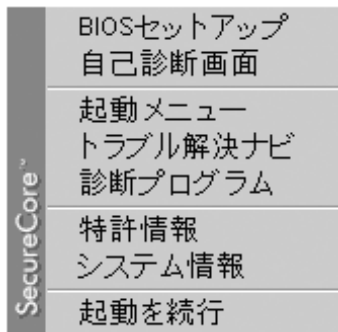 BIOSセットアップ
自己診断画面
起動メニュー
トラブル解決ナビ
診断プログラム
特許情報
システム情報
起動を続行
SecureCore™